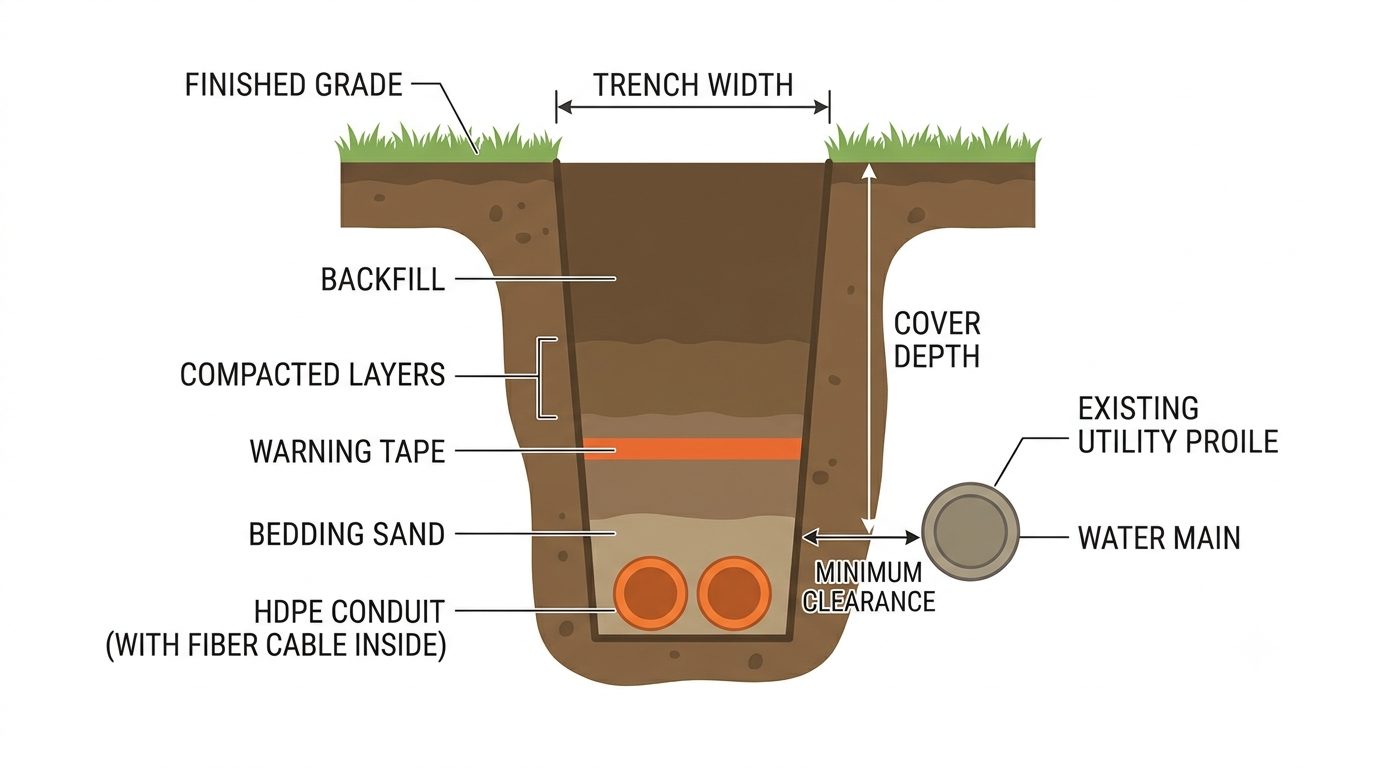 FINISHED GRADE
TRENCH WIDTH
BACKFILL
COMPACTED LAYERS
WARNING TAPE
BEDDING SAND
HDPE CONDUIT
(WITH FIBER CABLE INSIDE)
COVER
DEPTH
EXISTING
UTILITY PROILE
WATER MAIN
MINIMUM
CLEARANCE